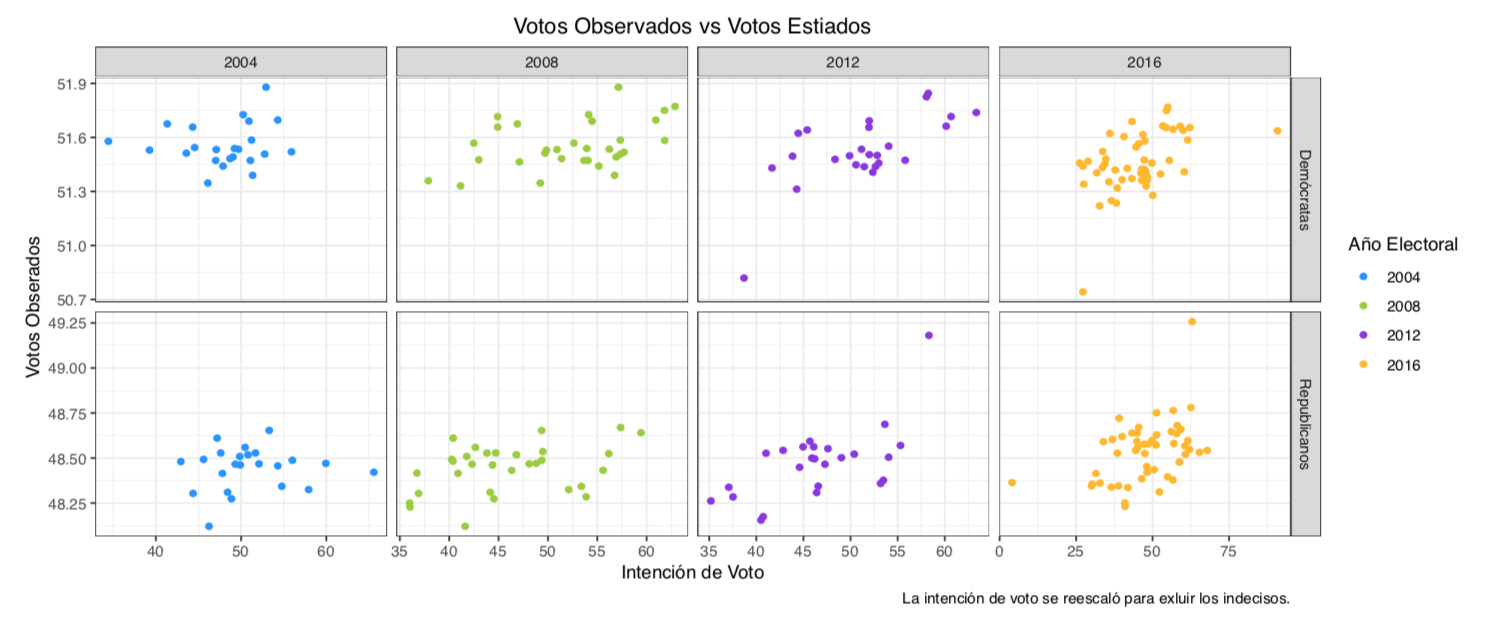 Votos Observados vs Votos Estiados
2004 2008 2012 2016
51.9
51.6
51.3
51.0
50.7
Demócratas
49.25
49.00
48.75
48.50
48.25
Republicanos
Votos Obserados
40 50 60 35 40 45 50 55 60 35 40 45 50 55 60 0 25 50 75
Intención de Voto
La intención de voto se reescaló para exluir los indecisos.
Año Electoral
2004
2008
2012
2016